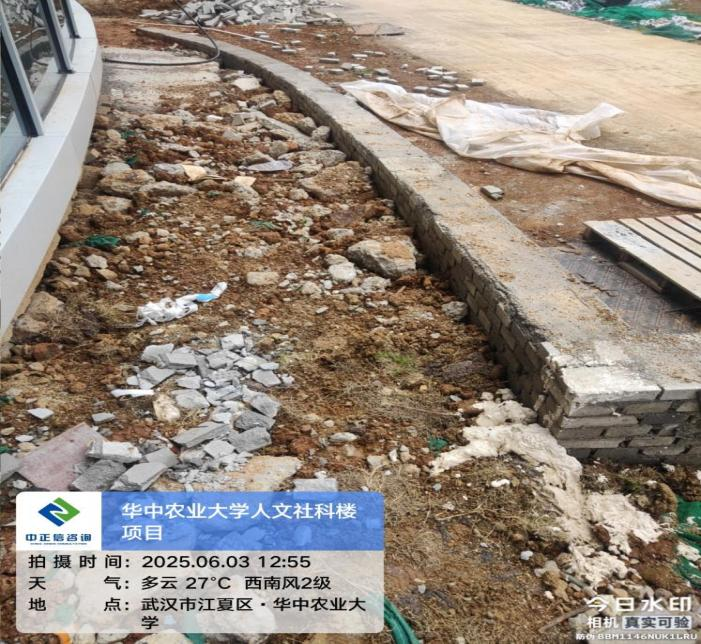 华中农业大学人文社科楼
项目
中正信咨询
拍摄时间：2025.06.03 12:55
天气：多云 27°C 西南风2级
地点：武汉市江夏区·华中农业大
学
今日水印
相机 真实可验
防伪 BBM1146NUK1LRU